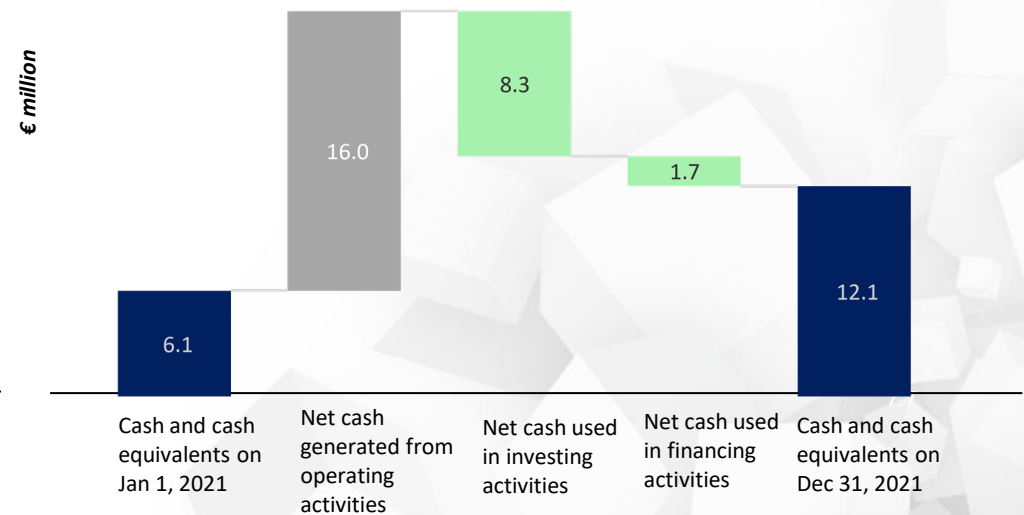 € million
8.3
16.0
1.7
12.1
6.1
Cash and cash
equivalents on
Jan 1, 2021
Net cash
generated from
operating
activities
Net cash used
in investing
activities
Net cash used
in financing
activities
Cash and cash
equivalents on
Dec 31, 2021